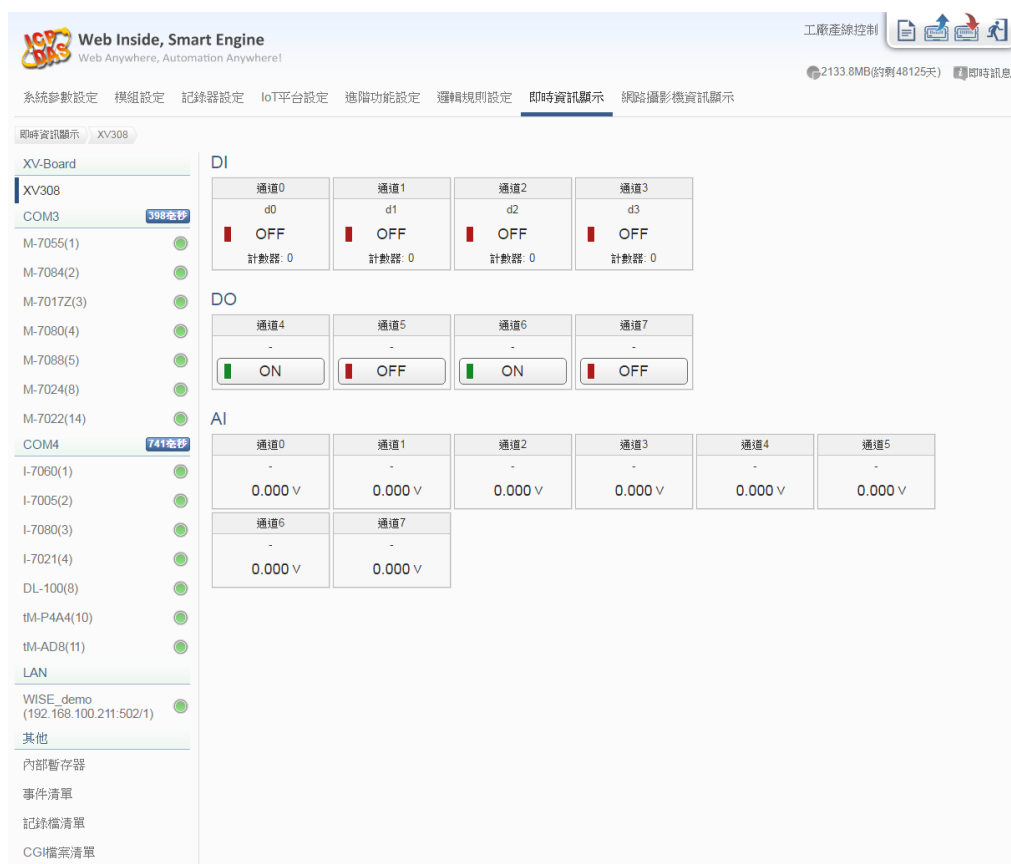 ICP DAS
Web Inside, Smart Engine
Web Anywhere, Automation Anywhere!
工廠產線控制
2133.8MB(約剩48125天) 即時訊息
系統參數設定 模組設定 記錄器設定 IoT平台設定 進階功能設定 邏輯規則設定 即時資訊顯示 網路攝影機資訊顯示
即時資訊顯示 XV308
XV-Board
XV308
COM3 398毫秒
M-7055(1)
M-7084(2)
M-7017Z(3)
M-7080(4)
M-7088(5)
M-7024(8)
M-7022(14)
COM4 741毫秒
I-7060(1)
I-7005(2)
I-7080(3)
I-7021(4)
DL-100(8)
tM-P4A4(10)
tM-AD8(11)
LAN
WISE_demo
(192.168.100.211:502/1)
其他
內部暫存器
事件清單
記錄檔清單
CGI檔案清單
DI
通道0 通道1 通道2 通道3
d0 d1 d2 d3
OFF OFF OFF OFF
計數器: 0 計數器: 0 計數器: 0 計數器: 0
DO
通道4 通道5 通道6 通道7
- - - -
ON OFF ON OFF
AI
通道0 通道1 通道2 通道3 通道4 通道5
- - - - - -
0.000 V 0.000 V 0.000 V 0.000 V 0.000 V 0.000 V
通道6 通道7
- -
0.000 V 0.000 V